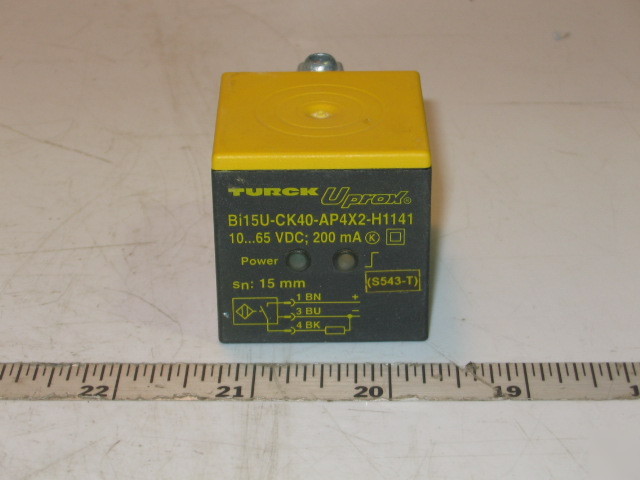 TURCK Uprox®
Bi15U-CK40-AP4X2-H1141
10...65 VDC; 200 mA K
Power
sn: 15 mm (S543-T)
1 BN +
3 BU −
4 BK
22 21 20 19